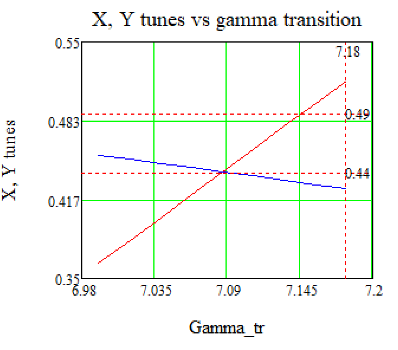 X, Y tunes vs gamma transition
0.55
7.18
0.49
0.483
X, Y tunes
0.44
0.417
0.35
6.98 7.035 7.09 7.145 7.2
Gamma_tr